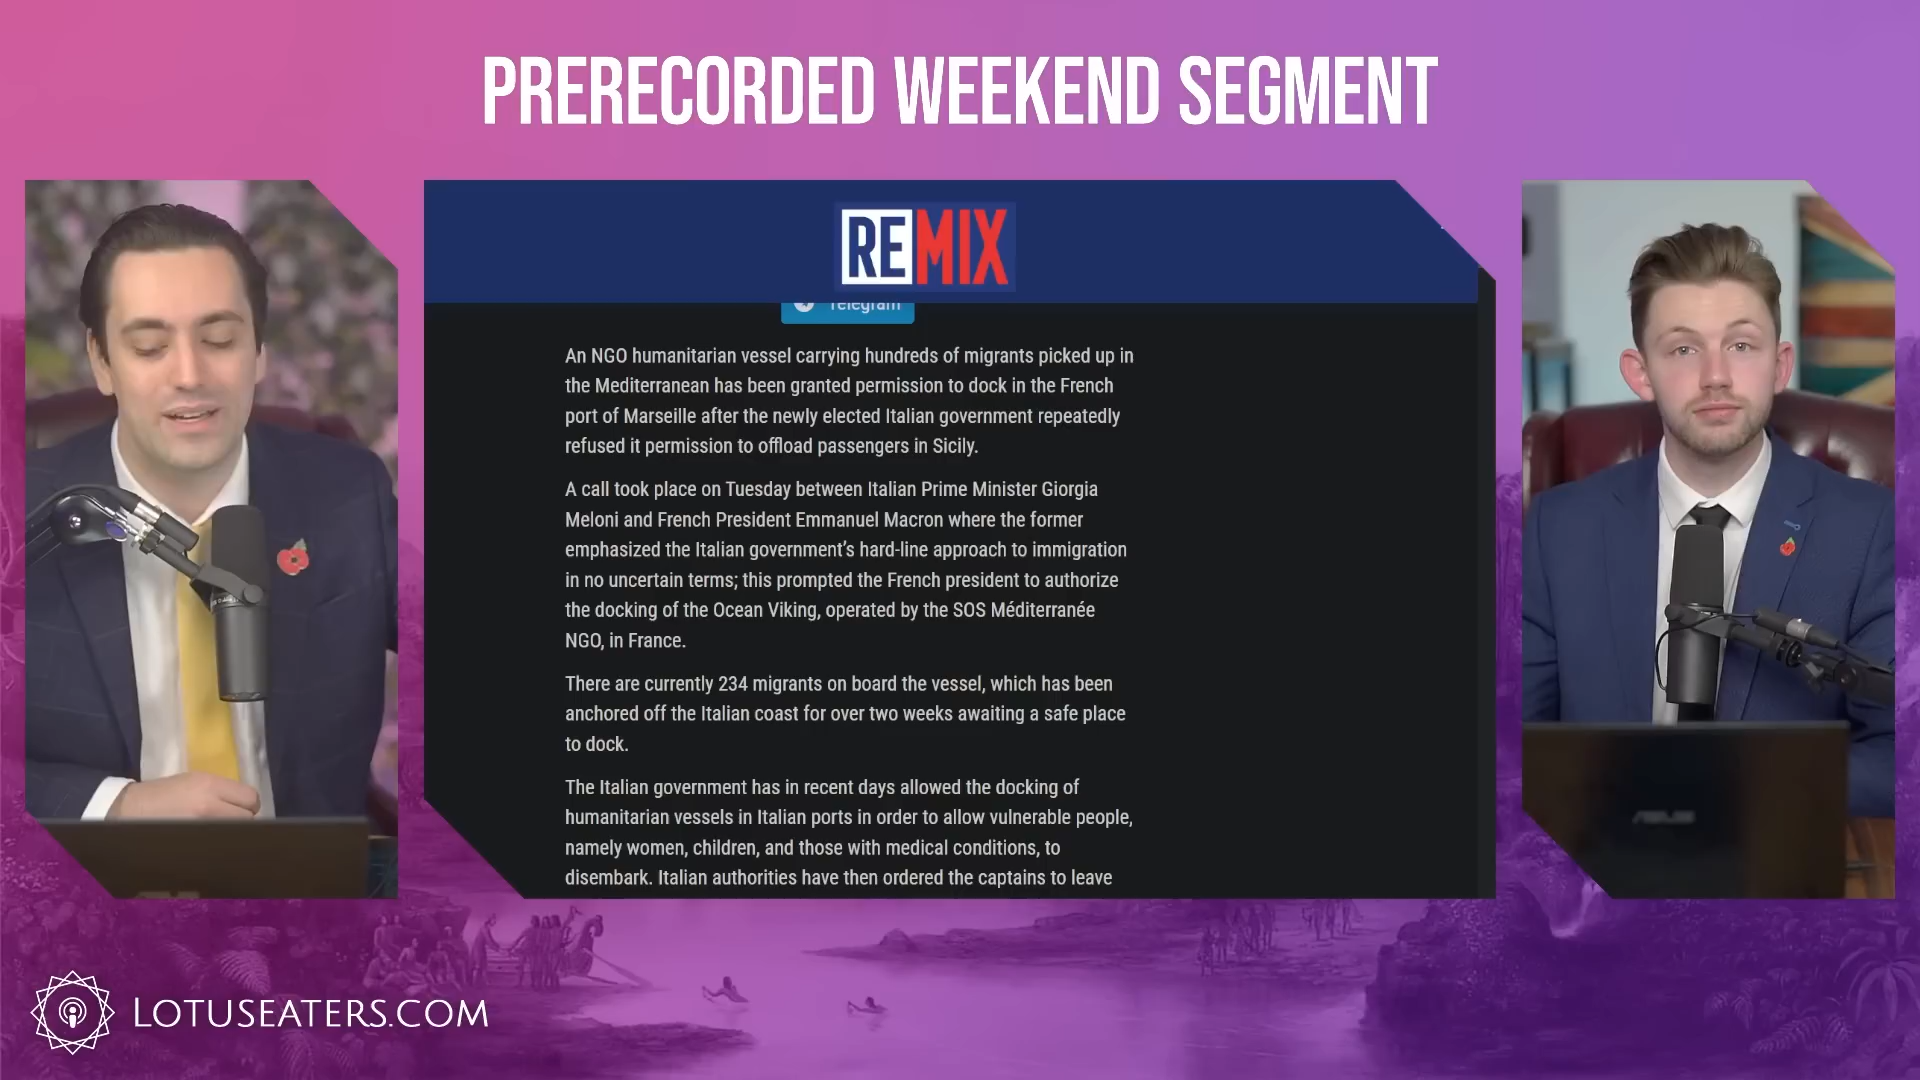 PRERECORDED WEEKEND SEGMENT
REMIX
Telegram
An NGO humanitarian vessel carrying hundreds of migrants picked up in
the Mediterranean has been granted permission to dock in the French
port of Marseille after the newly elected Italian government repeatedly
refused it permission to offload passengers in Sicily.
A call took place on Tuesday between Italian Prime Minister Giorgia
Meloni and French President Emmanuel Macron where the former
emphasized the Italian government’s hard-line approach to immigration
in no uncertain terms; this prompted the French president to authorize
the docking of the Ocean Viking, operated by the SOS Méditerranée
NGO, in France.
There are currently 234 migrants on board the vessel, which has been
anchored off the Italian coast for over two weeks awaiting a safe place
to dock.
The Italian government has in recent days allowed the docking of
humanitarian vessels in Italian ports in order to allow vulnerable people,
namely women, children, and those with medical conditions, to
disembark. Italian authorities have then ordered the captains to leave
ASUS
LOTUSEATERS.COM